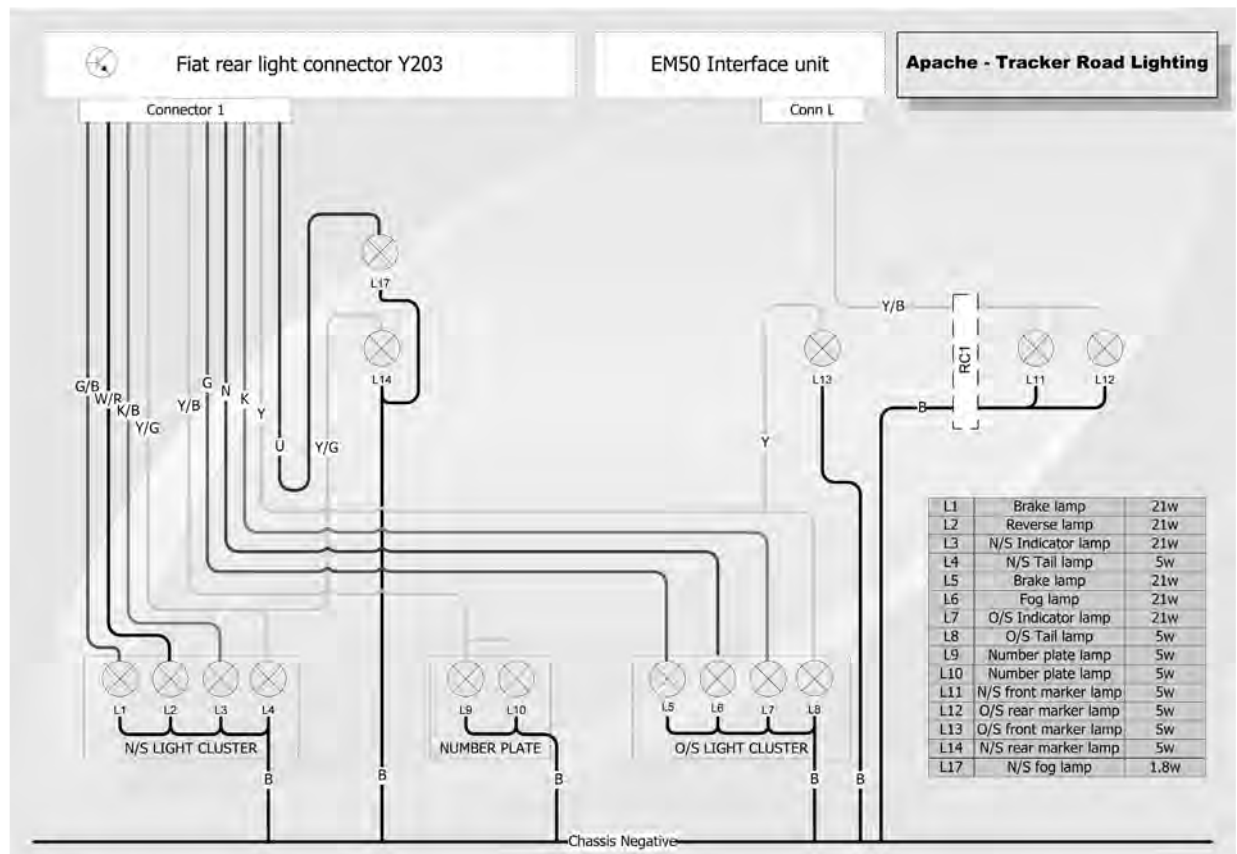 Fiat rear light connector Y203
EM50 Interface unit
Apache - Tracker Road Lighting
Connector 1
Conn L
L17
Y/B
RC1
L14
L13
L11
L12
G/B
W/R
K/B
Y/G
Y/B
G
N
K
Y
U
Y/G
Y
B
L1 Brake lamp 21w
L2 Reverse lamp 21w
L3 N/S Indicator lamp 21w
L4 N/S Tail lamp 5w
L5 Brake lamp 21w
L6 Fog lamp 21w
L7 O/S Indicator lamp 21w
L8 O/S Tail lamp 5w
L9 Number plate lamp 5w
L10 Number plate lamp 5w
L11 N/S front marker lamp 5w
L12 O/S rear marker lamp 5w
L13 O/S front marker lamp 5w
L14 N/S rear marker lamp 5w
L17 N/S fog lamp 1.8w
L1 L2 L3 L4
L9 L10
L5 L6 L7 L8
N/S LIGHT CLUSTER
NUMBER PLATE
O/S LIGHT CLUSTER
B
B
B
B
B
Chassis Negative